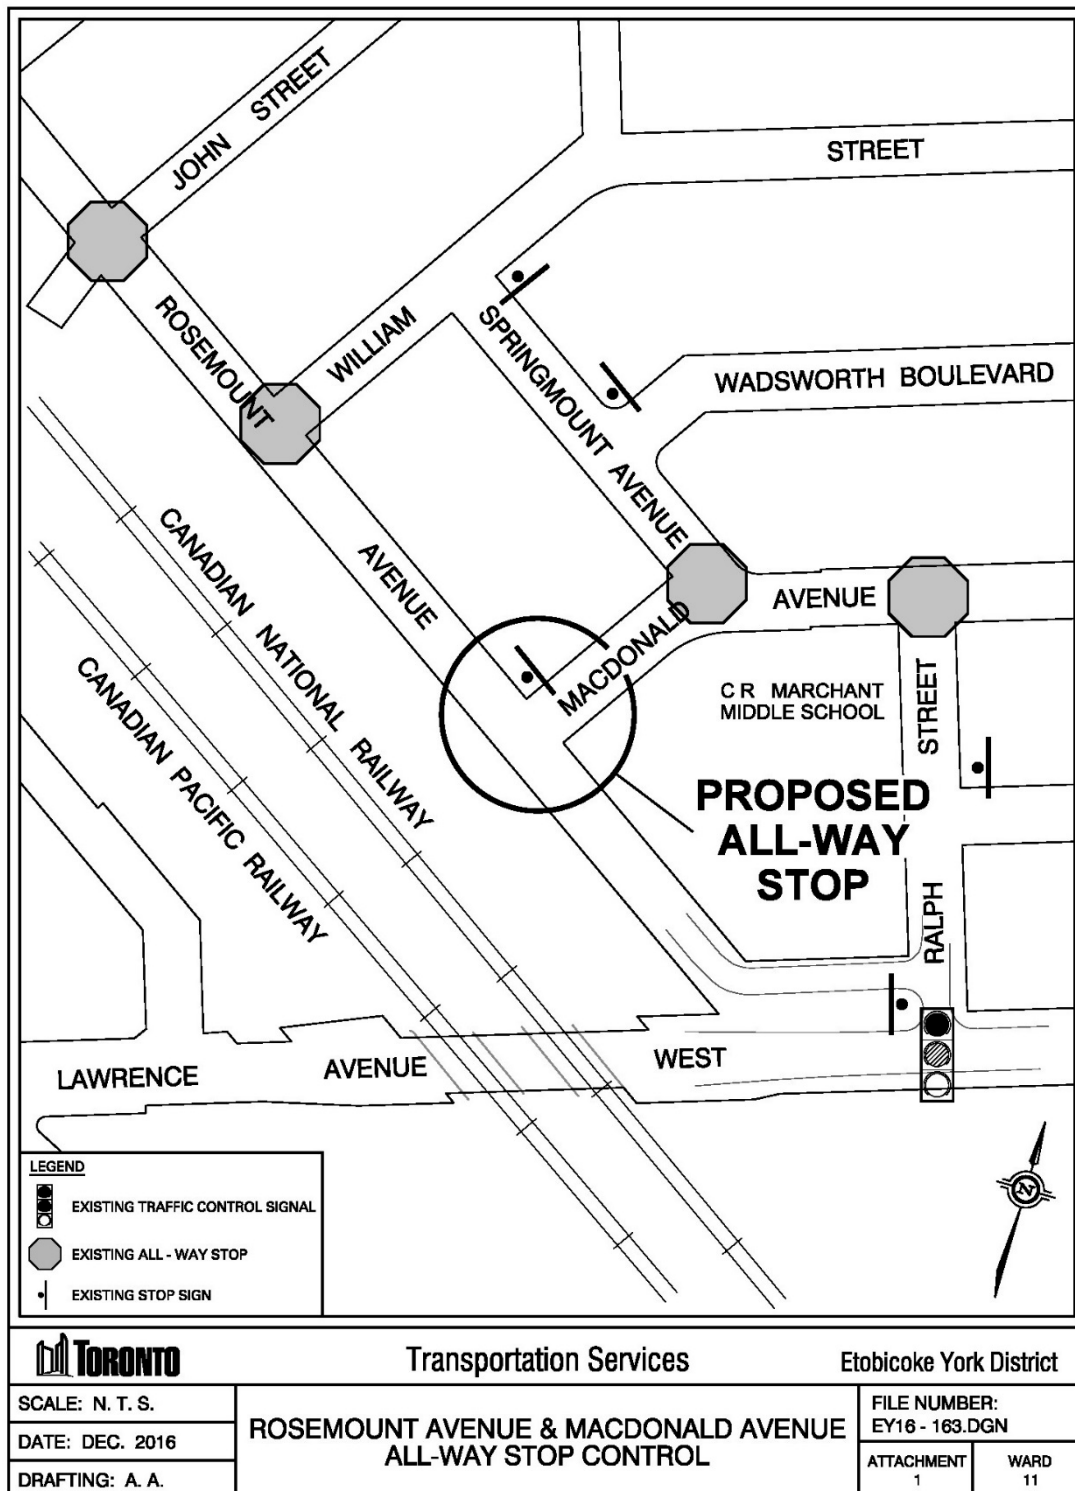 JOHN STREET
STREET
ROSEMOUNT
WILLIAM
SPRINGMOUNT AVENUE
WADSWORTH BOULEVARD
CANADIAN NATIONAL RAILWAY
AVENUE
AVENUE
MACDONALD
CANADIAN PACIFIC RAILWAY
C R MARCHANT
MIDDLE SCHOOL
STREET
PROPOSED
ALL-WAY
STOP
RALPH
LAWRENCE
AVENUE
WEST
N
LEGEND
EXISTING TRAFFIC CONTROL SIGNAL
EXISTING ALL - WAY STOP
EXISTING STOP SIGN
TORONTO
Transportation Services
Etobicoke York District
SCALE: N. T. S.
DATE: DEC. 2016
DRAFTING: A. A.
ROSEMOUNT AVENUE & MACDONALD AVENUE
ALL-WAY STOP CONTROL
FILE NUMBER:
EY16 - 163.DGN
ATTACHMENT
1
WARD
11